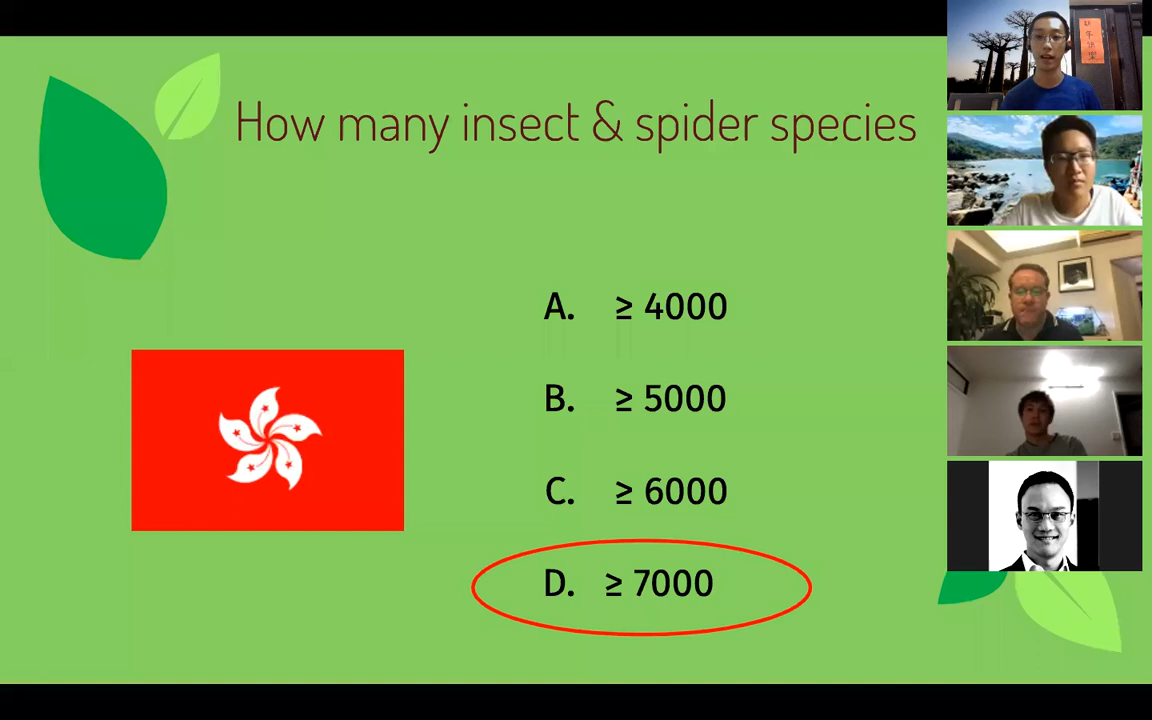 How many insect & spider species
A. ≥ 4000
B. ≥ 5000
C. ≥ 6000
D. ≥ 7000